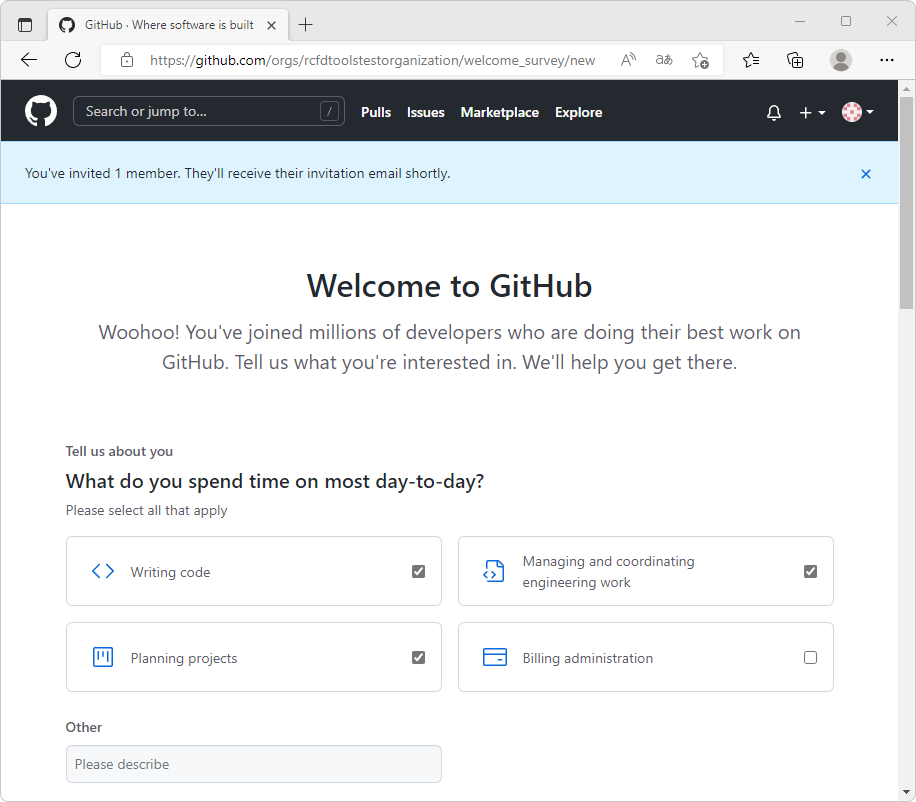 GitHub · Where software is built
https://github.com/orgs/rcfdtoolstestorganization/welcome_survey/new
Search or jump to... /
Pulls Issues Marketplace Explore
You've invited 1 member. They'll receive their invitation email shortly.
Welcome to GitHub
Woohoo! You've joined millions of developers who are doing their best work on
GitHub. Tell us what you're interested in. We'll help you get there.
Tell us about you
What do you spend time on most day-to-day?
Please select all that apply
Writing code
Managing and coordinating
engineering work
Planning projects
Billing administration
Other
Please describe